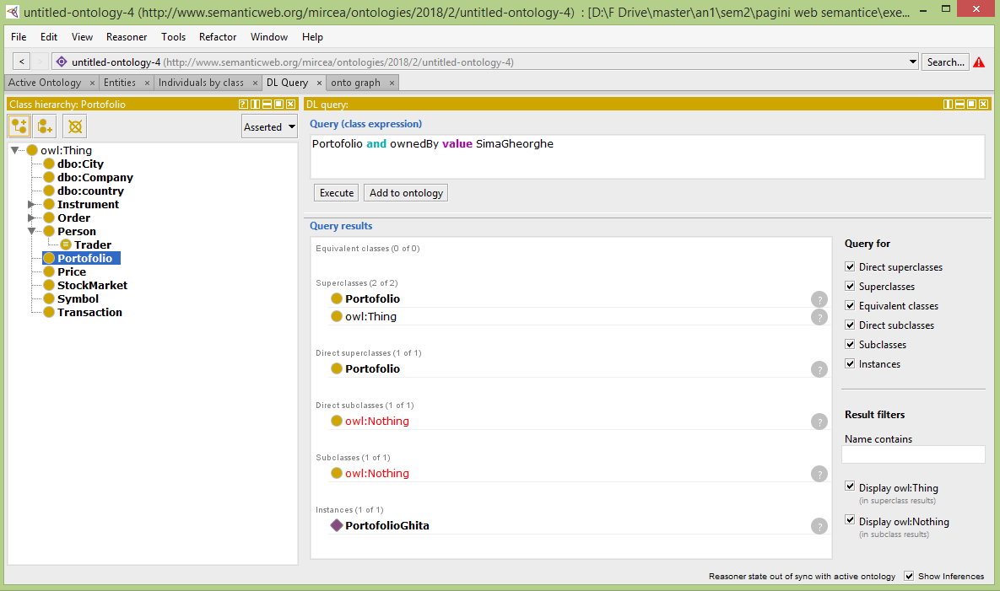 untitled-ontology-4 (http://www.semanticweb.org/mircea/ontologies/2018/2/untitled-ontology-4) : [D:\F Drive\master\an1\sem2\pagini web semantice\exe...
File Edit View Reasoner Tools Refactor Window Help
< > untitled-ontology-4 (http://www.semanticweb.org/mircea/ontologies/2018/2/untitled-ontology-4) Search...
Active Ontology × Entities × Individuals by class × DL Query × onto graph ×
Class hierarchy: Portofolio
Asserted
owl:Thing
dbo:City
dbo:Company
dbo:country
Instrument
Order
Person
Trader
Portofolio
Price
StockMarket
Symbol
Transaction
DL query:
Query (class expression)
Portofolio and ownedBy value SimaGheorghe
Execute Add to ontology
Query results
Equivalent classes (0 of 0)
Superclasses (2 of 2)
Portofolio ?
owl:Thing ?
Direct superclasses (1 of 1)
Portofolio ?
Direct subclasses (1 of 1)
owl:Nothing ?
Subclasses (1 of 1)
owl:Nothing ?
Instances (1 of 1)
PortofolioGhita ?
Query for
Direct superclasses
Superclasses
Equivalent classes
Direct subclasses
Subclasses
Instances
Result filters
Name contains
Display owl:Thing
(in superclass results)
Display owl:Nothing
(in subclass results)
Reasoner state out of sync with active ontology Show Inferences